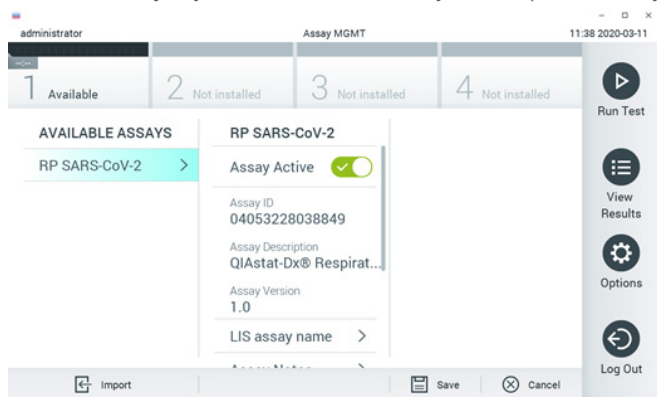 administrator Assay MGMT 11:38 2020-03-11
1 Available 2 Not installed 3 Not installed 4 Not installed
Run Test
AVAILABLE ASSAYS
RP SARS-CoV-2
RP SARS-CoV-2
Assay Active
Assay ID
04053228038849
Assay Description
QIAstat-Dx® Respirat...
Assay Version
1.0
LIS assay name
View
Results
Options
Log Out
Import Save Cancel